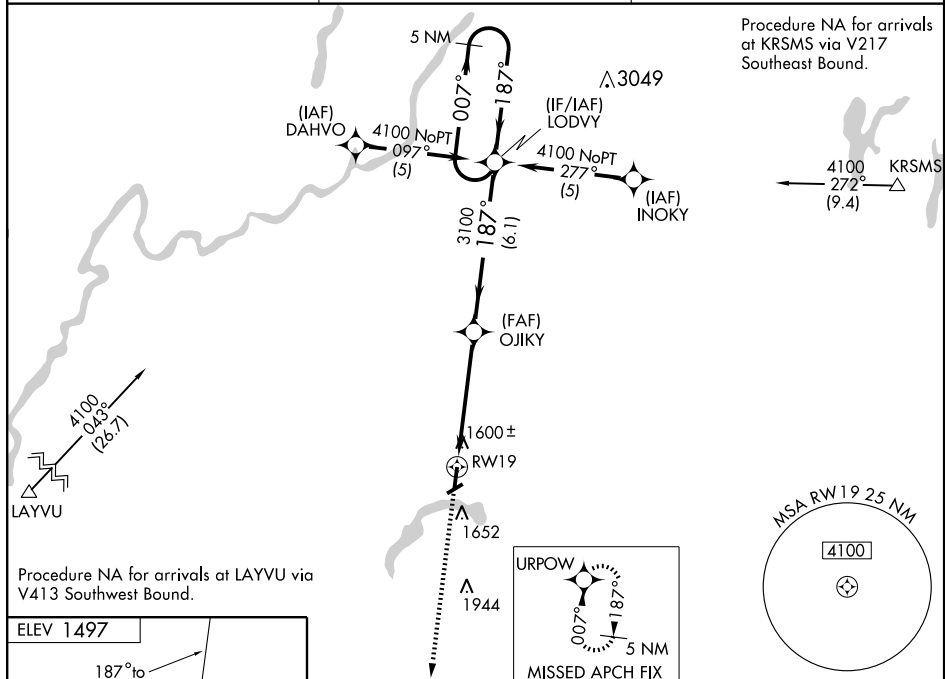 Procedure NA for arrivals
at KRSMS via V217
Southeast Bound.
5 NM
007°
187°
3049
(IF/IAF)
LODVY
(IAF)
DAHVO
4100 NoPT
097°
(5)
4100 NoPT
277°
(5)
(IAF)
INOKY
4100
272°
(9.4)
KRSMS
3100
187°
(6.1)
(FAF)
OJIKY
4100
043°
(26.7)
LAYVU
1600±
RW19
1652
1944
MSA RW19 25 NM
4100
Procedure NA for arrivals at LAYVU via
V413 Southwest Bound.
URPOW
007°
187°
5 NM
MISSED APCH FIX
ELEV 1497
187° to